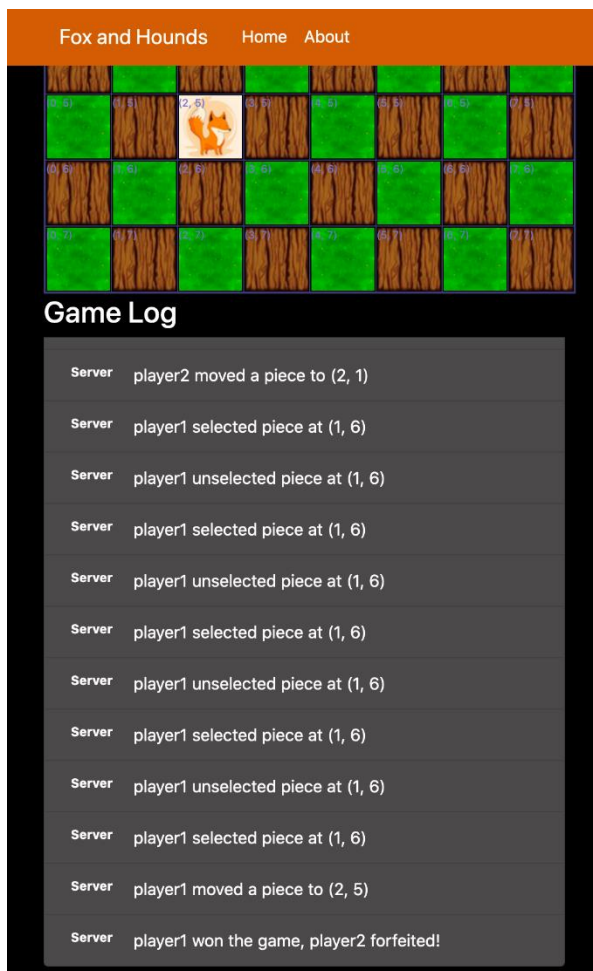 Fox and Hounds Home About
(0, 5) (1, 5) (2, 5) (3, 5) (4, 5) (5, 5) (6, 5) (7, 5)
(0, 6) (1, 6) (2, 6) (3, 6) (4, 6) (5, 6) (6, 6) (7, 6)
(0, 7) (1, 7) (2, 7) (3, 7) (4, 7) (5, 7) (6, 7) (7, 7)
Game Log
Server player2 moved a piece to (2, 1)
Server player1 selected piece at (1, 6)
Server player1 unselected piece at (1, 6)
Server player1 selected piece at (1, 6)
Server player1 unselected piece at (1, 6)
Server player1 selected piece at (1, 6)
Server player1 unselected piece at (1, 6)
Server player1 selected piece at (1, 6)
Server player1 unselected piece at (1, 6)
Server player1 selected piece at (1, 6)
Server player1 moved a piece to (2, 5)
Server player1 won the game, player2 forfeited!